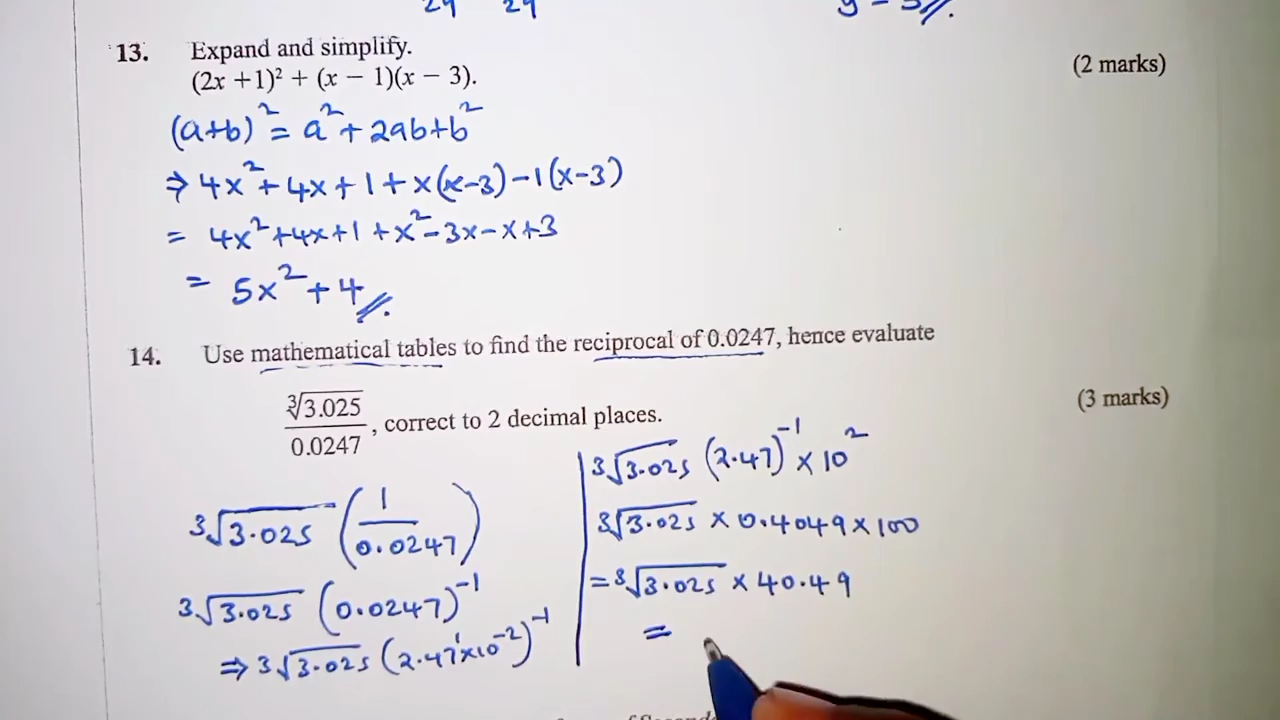 24 24
13. Expand and simplify. (2 marks)
(2x +1)² + (x − 1)(x − 3).
(a+b)² = a² + 2ab + b²
⇒ 4x² + 4x + 1 + x(x−3) −1(x−3)
= 4x² + 4x + 1 + x² − 3x − x + 3
= 5x² + 4
14. Use mathematical tables to find the reciprocal of 0.0247, hence evaluate
∛3.025 / 0.0247 , correct to 2 decimal places. (3 marks)
∛3.025 (1 / 0.0247)
∛3.025 (0.0247)⁻¹
⇒ ∛3.025 (2.47 × 10⁻²)⁻¹
∛3.025 (2.47)⁻¹ × 10²
∛3.025 × 0.4049 × 100
= ∛3.025 × 40.49
=